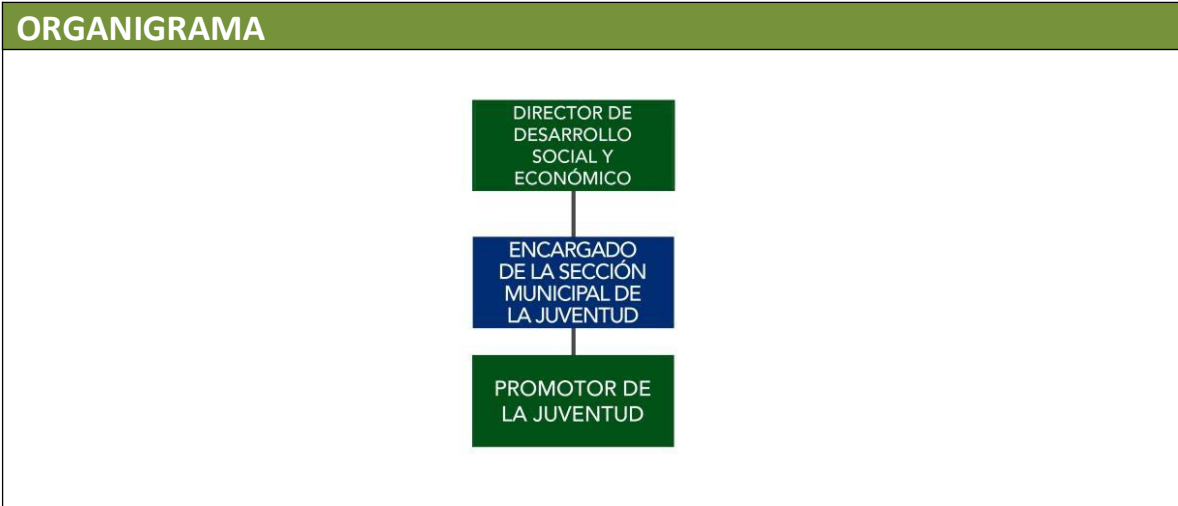 ORGANIGRAMA
DIRECTOR DE
DESARROLLO
SOCIAL Y
ECONÓMICO
ENCARGADO
DE LA SECCIÓN
MUNICIPAL DE
LA JUVENTUD
PROMOTOR DE
LA JUVENTUD